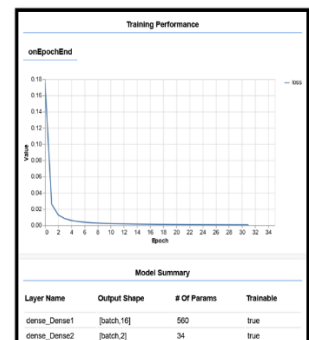 Training Performance
onEpochEnd
0.18
0.16
0.14
0.12
0.10
0.08
0.06
0.04
0.02
0.00
Value
loss
0 2 4 6 8 10 12 14 16 18 20 22 24 26 28 30 32 34
Epoch
Model Summary
Layer Name Output Shape # Of Params Trainable
dense_Dense1 [batch,16] 560 true
dense_Dense2 [batch,2] 34 true